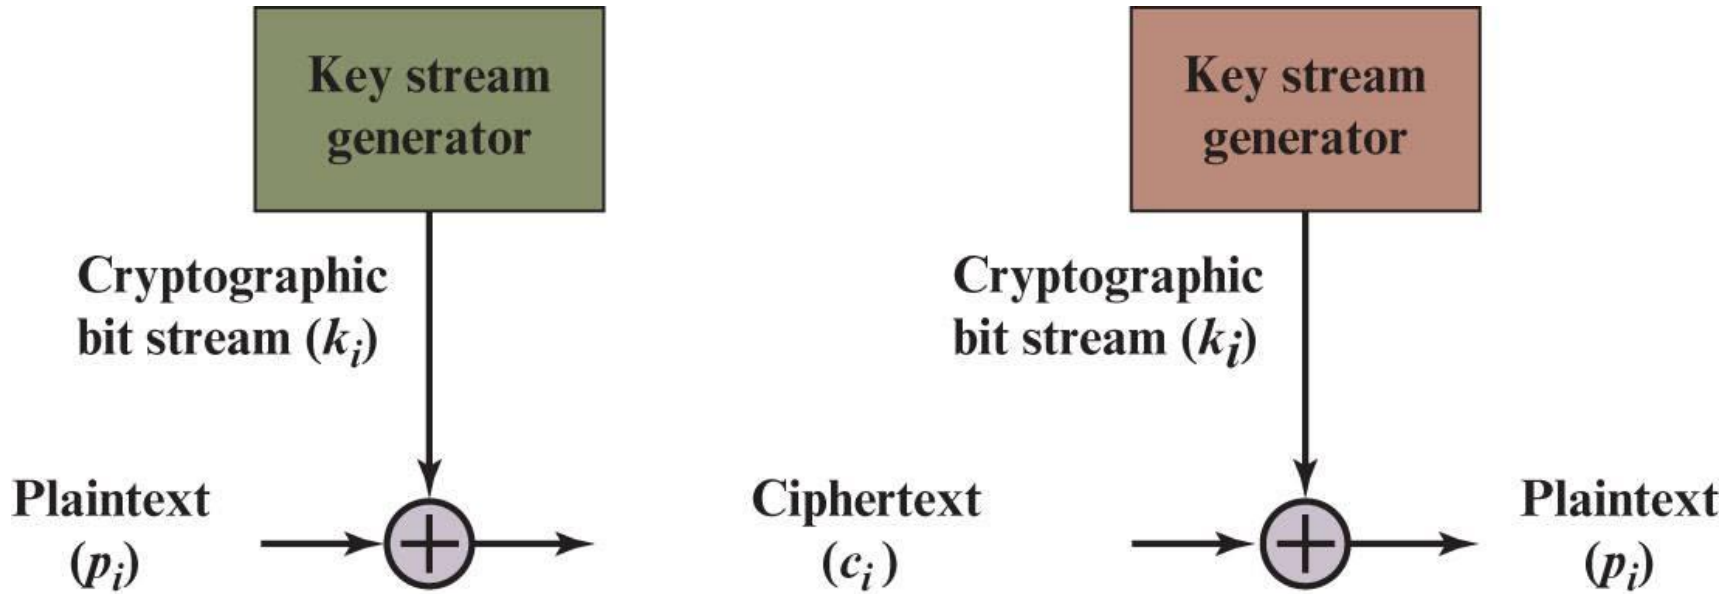 Key stream
generator
Key stream
generator
Cryptographic
bit stream (kᵢ)
Cryptographic
bit stream (kᵢ)
Plaintext
(pᵢ)
Ciphertext
(cᵢ )
Plaintext
(pᵢ)